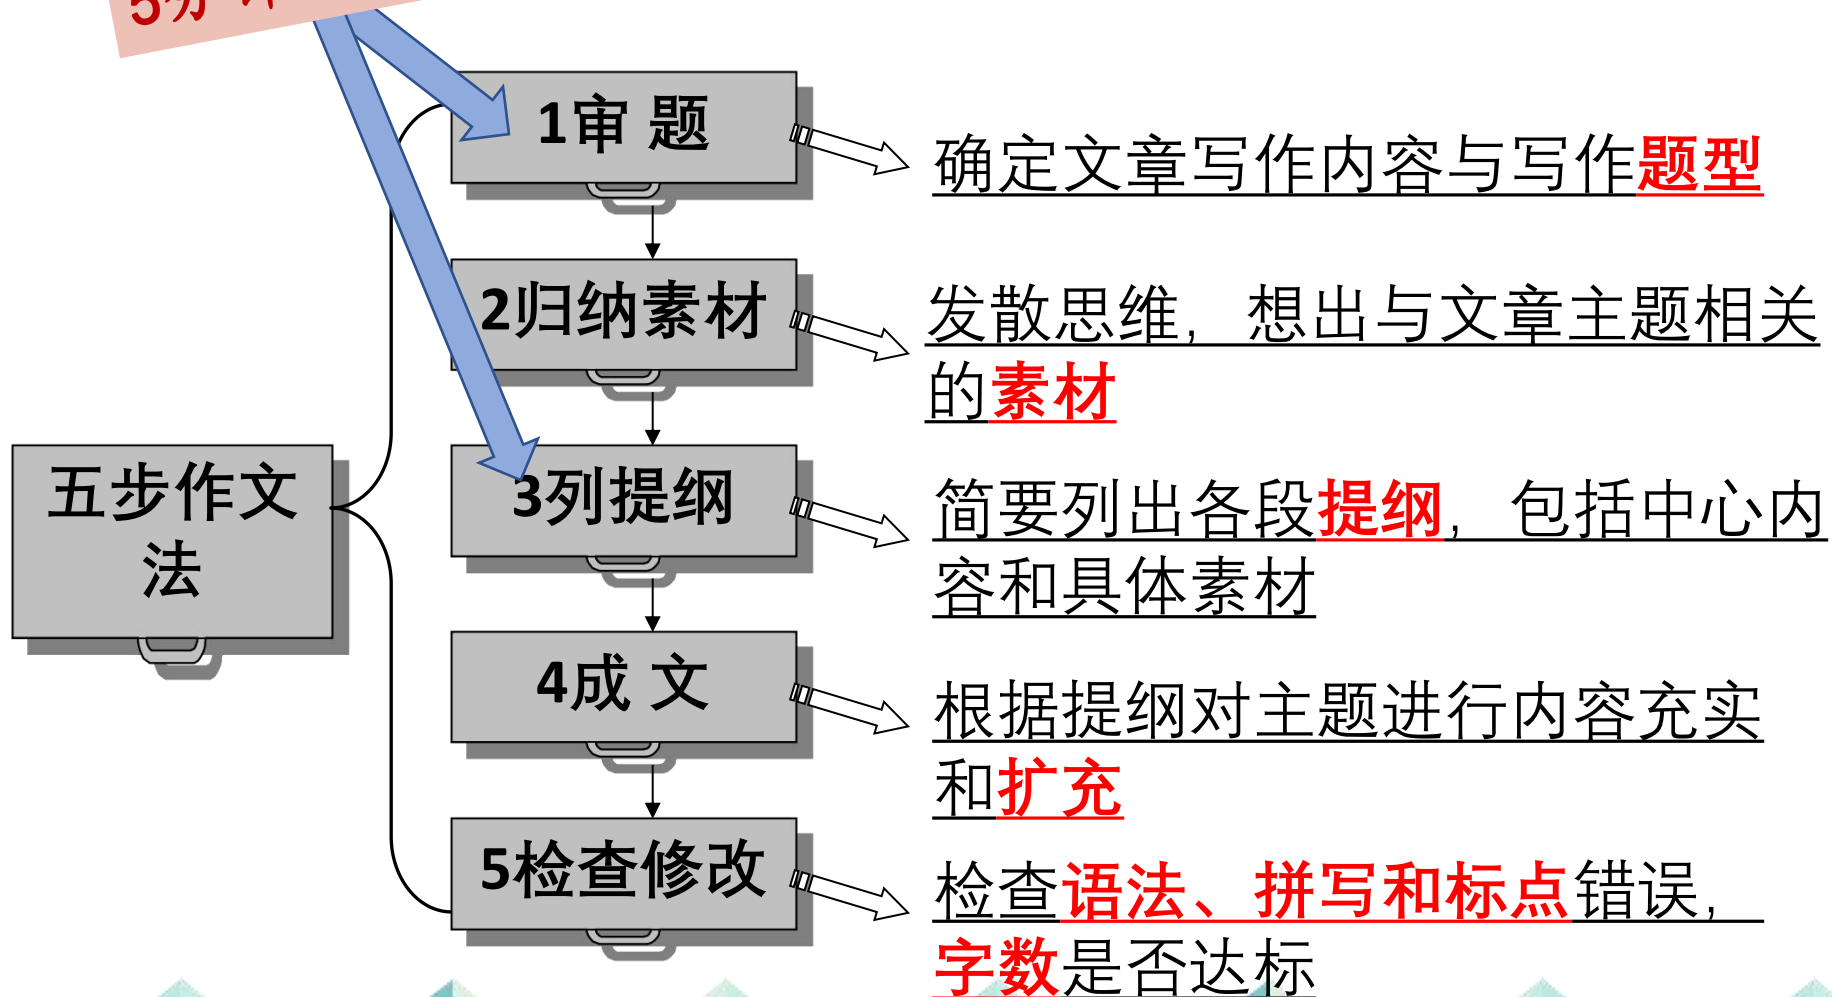 1审 题
确定文章写作内容与写作题型
2归纳素材
发散思维，想出与文章主题相关
的素材
五步作文
法
3列提纲
简要列出各段提纲，包括中心内
容和具体素材
4成 文
根据提纲对主题进行内容充实
和扩充
5检查修改
检查语法、拼写和标点错误，
字数是否达标